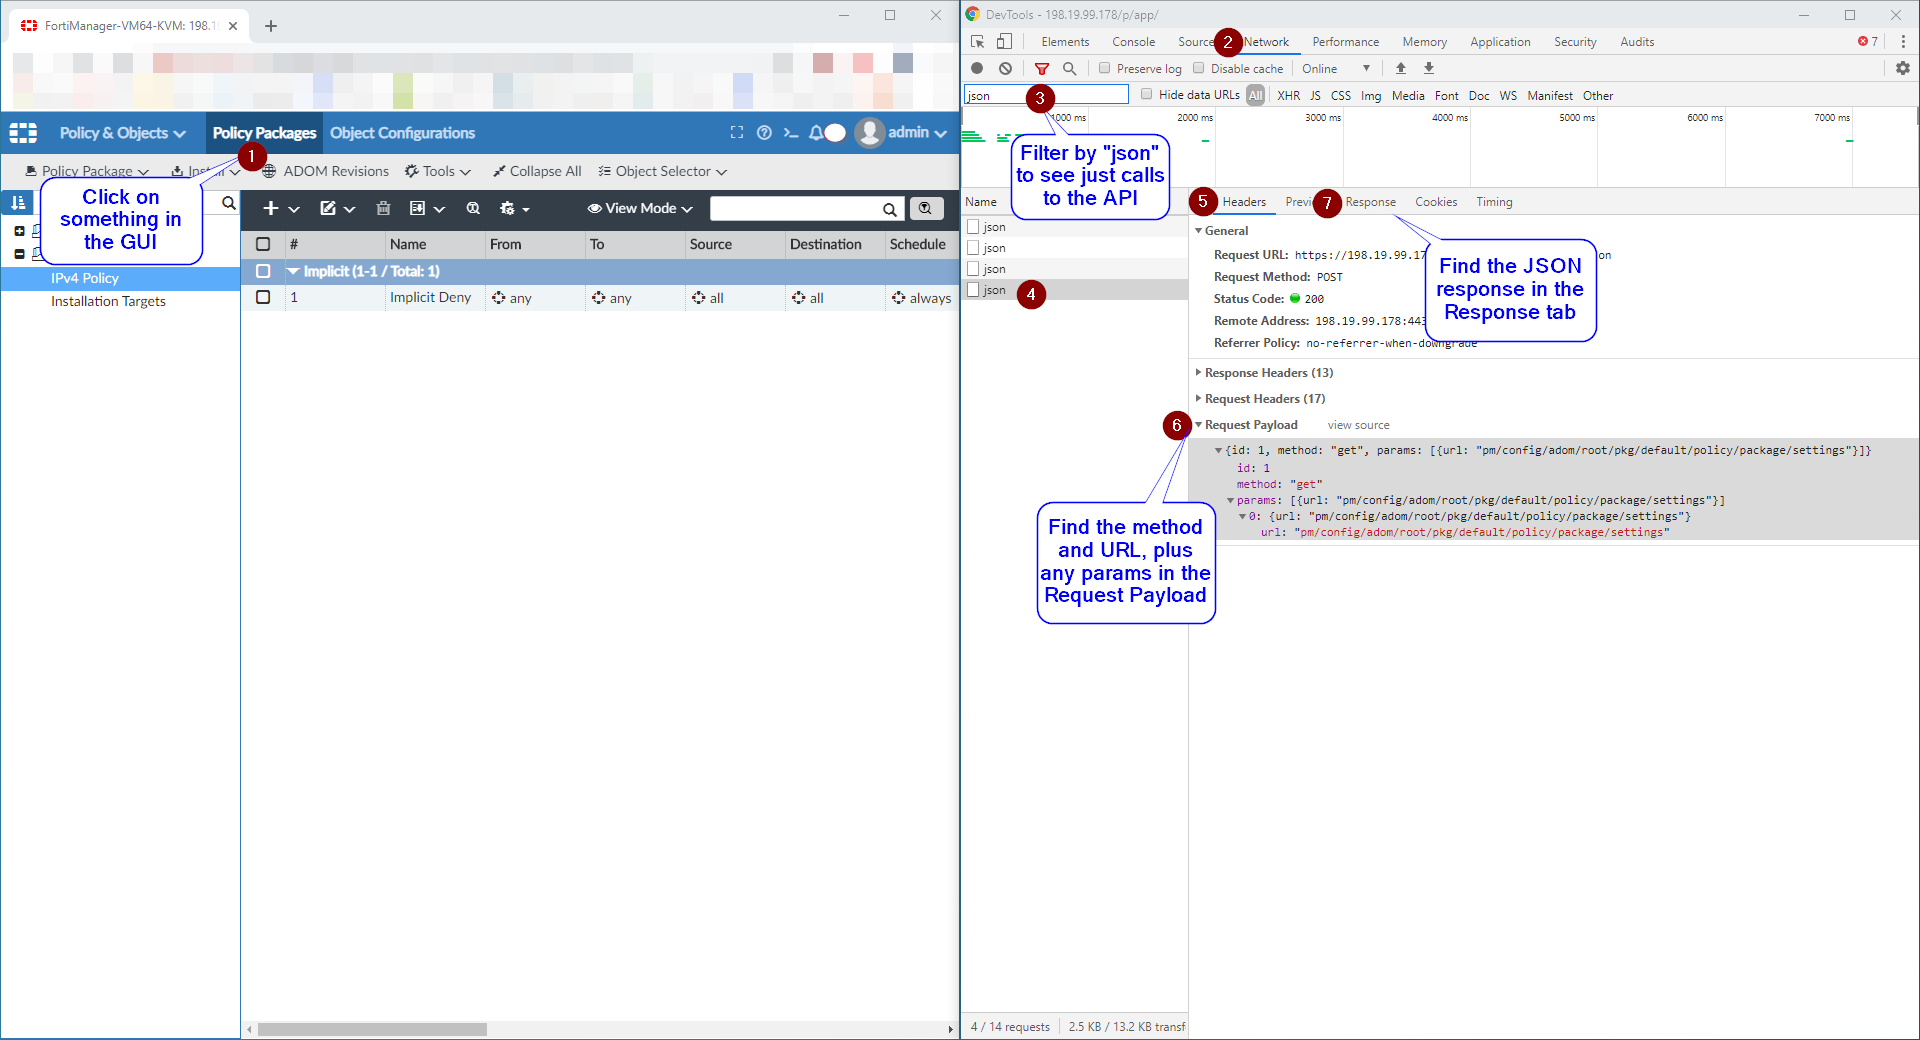 FortiManager-VM64-KVM: 198.1
Policy & Objects
Policy Packages
Object Configurations
admin
1
Policy Package
Install
ADOM Revisions
Tools
Collapse All
Object Selector
Click on
something in
the GUI
View Mode
# Name From To Source Destination Schedule
Implicit (1-1 / Total: 1)
1 Implicit Deny any any all all always
IPv4 Policy
Installation Targets
DevTools - 198.19.99.178/p/app/
Elements Console Sourc 2 Network Performance Memory Application Security Audits 7
Preserve log Disable cache Online
json 3 Hide data URLs All XHR JS CSS Img Media Font Doc WS Manifest Other
1000 ms 2000 ms 3000 ms 4000 ms 5000 ms 6000 ms 7000 ms
Filter by "json"
to see just calls
to the API
Name
json
json
json
json 4
5 Headers Previ 7 Response Cookies Timing
General
Request URL: https://198.19.99.17 on
Request Method: POST
Status Code: 200
Remote Address: 198.19.99.178:443
Referrer Policy: no-referrer-when-downgrade
Find the JSON
response in the
Response tab
Response Headers (13)
Request Headers (17)
6 Request Payload view source
{id: 1, method: "get", params: [{url: "pm/config/adom/root/pkg/default/policy/package/settings"}]}
id: 1
method: "get"
params: [{url: "pm/config/adom/root/pkg/default/policy/package/settings"}]
0: {url: "pm/config/adom/root/pkg/default/policy/package/settings"}
url: "pm/config/adom/root/pkg/default/policy/package/settings"
Find the method
and URL, plus
any params in the
Request Payload
4 / 14 requests 2.5 KB / 13.2 KB transf